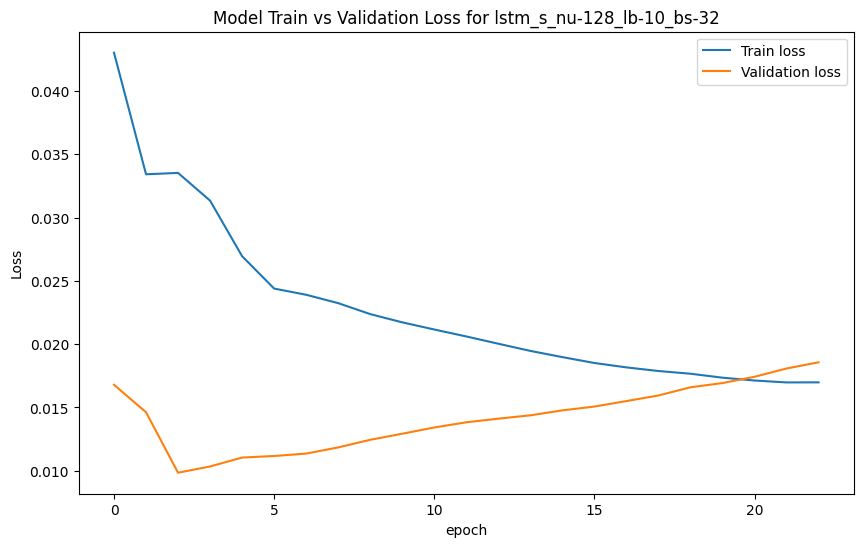 Model Train vs Validation Loss for lstm_s_nu-128_lb-10_bs-32
Train loss
Validation loss
Loss
0.040
0.035
0.030
0.025
0.020
0.015
0.010
0
5
10
15
20
epoch